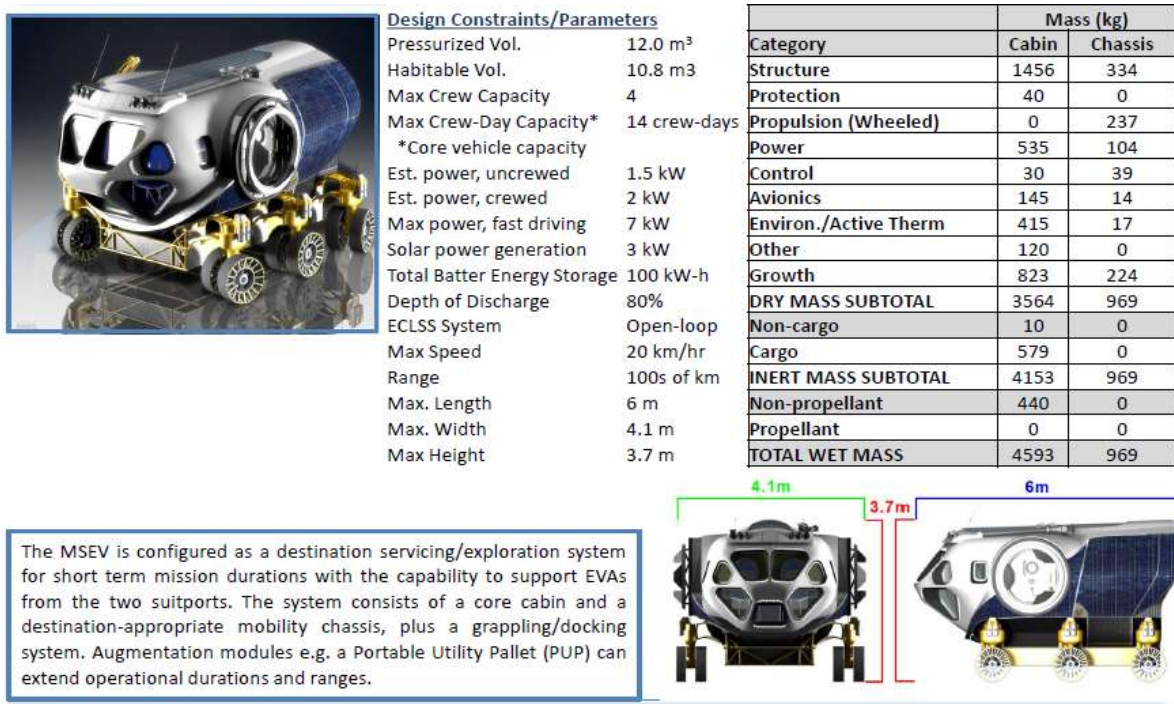 Design Constraints/Parameters
Pressurized Vol. 12.0 m³
Habitable Vol. 10.8 m3
Max Crew Capacity 4
Max Crew-Day Capacity* 14 crew-days
*Core vehicle capacity
Est. power, uncrewed 1.5 kW
Est. power, crewed 2 kW
Max power, fast driving 7 kW
Solar power generation 3 kW
Total Batter Energy Storage 100 kW-h
Depth of Discharge 80%
ECLSS System Open-loop
Max Speed 20 km/hr
Range 100s of km
Max. Length 6 m
Max. Width 4.1 m
Max Height 3.7 m
Mass (kg)
Category Cabin Chassis
Structure 1456 334
Protection 40 0
Propulsion (Wheeled) 0 237
Power 535 104
Control 30 39
Avionics 145 14
Environ./Active Therm 415 17
Other 120 0
Growth 823 224
DRY MASS SUBTOTAL 3564 969
Non-cargo 10 0
Cargo 579 0
INERT MASS SUBTOTAL 4153 969
Non-propellant 440 0
Propellant 0 0
TOTAL WET MASS 4593 969
4.1m
3.7m
6m
The MSEV is configured as a destination servicing/exploration system
for short term mission durations with the capability to support EVAs
from the two suitports. The system consists of a core cabin and a
destination-appropriate mobility chassis, plus a grappling/docking
system. Augmentation modules e.g. a Portable Utility Pallet (PUP) can
extend operational durations and ranges.